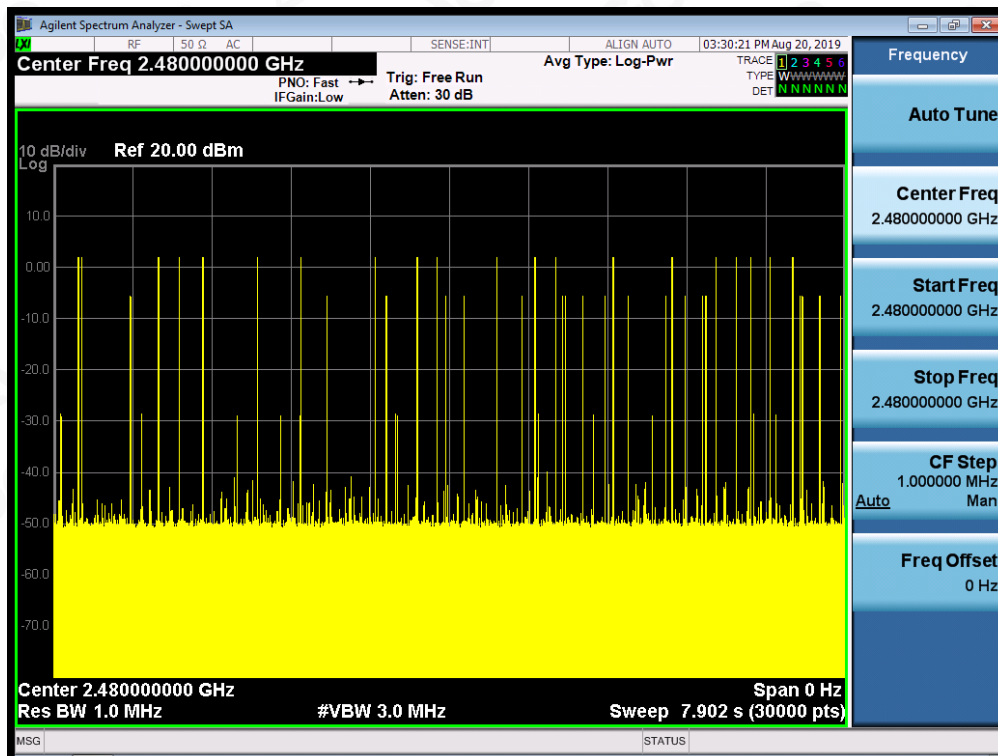 Agilent Spectrum Analyzer - Swept SA
LXI RF 50 Ω AC SENSE:INT ALIGN AUTO 03:30:21 PM Aug 20, 2019
Center Freq 2.480000000 GHz
PNO: Fast
IFGain:Low
Trig: Free Run
Atten: 30 dB
Avg Type: Log-Pwr
TRACE 1 2 3 4 5 6
TYPE W
DET N N N N N N
10 dB/div Ref 20.00 dBm
Log
10.0
0.00
-10.0
-20.0
-30.0
-40.0
-50.0
-60.0
-70.0
Center 2.480000000 GHz Span 0 Hz
Res BW 1.0 MHz #VBW 3.0 MHz Sweep 7.902 s (30000 pts)
MSG STATUS
Frequency
Auto Tune
Center Freq
2.480000000 GHz
Start Freq
2.480000000 GHz
Stop Freq
2.480000000 GHz
CF Step
1.000000 MHz
Auto Man
Freq Offset
0 Hz